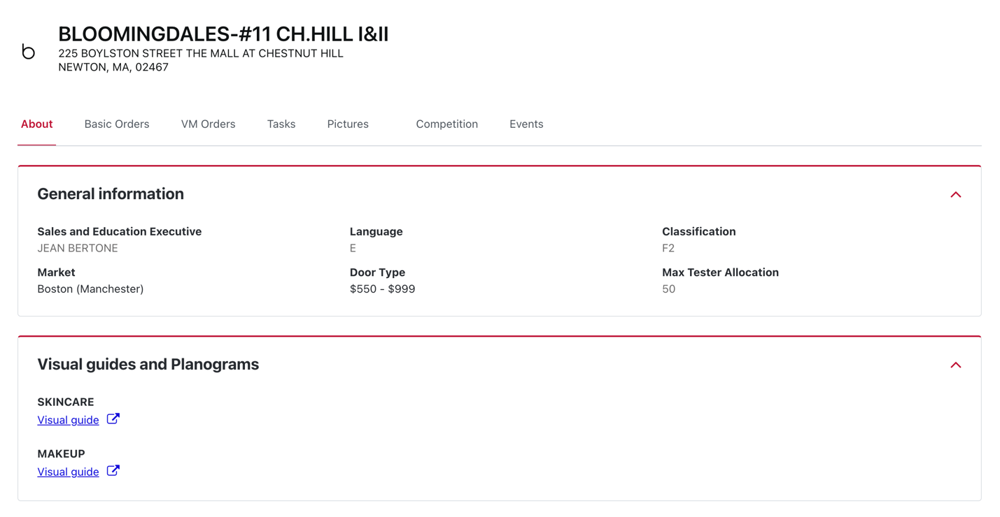 b
BLOOMINGDALES-#11 CH.HILL I&II
225 BOYLSTON STREET THE MALL AT CHESTNUT HILL
NEWTON, MA, 02467
About Basic Orders VM Orders Tasks Pictures Competition Events
General information
Sales and Education Executive Language Classification
JEAN BERTONE E F2
Market Door Type Max Tester Allocation
Boston (Manchester) $550 - $999 50
Visual guides and Planograms
SKINCARE
Visual guide
MAKEUP
Visual guide